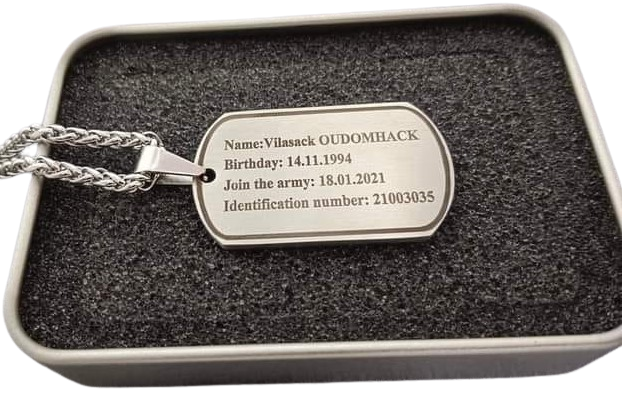 Name:Vilasack OUDOMHACK
Birthday: 14.11.1994
Join the army: 18.01.2021
Identification number: 21003035